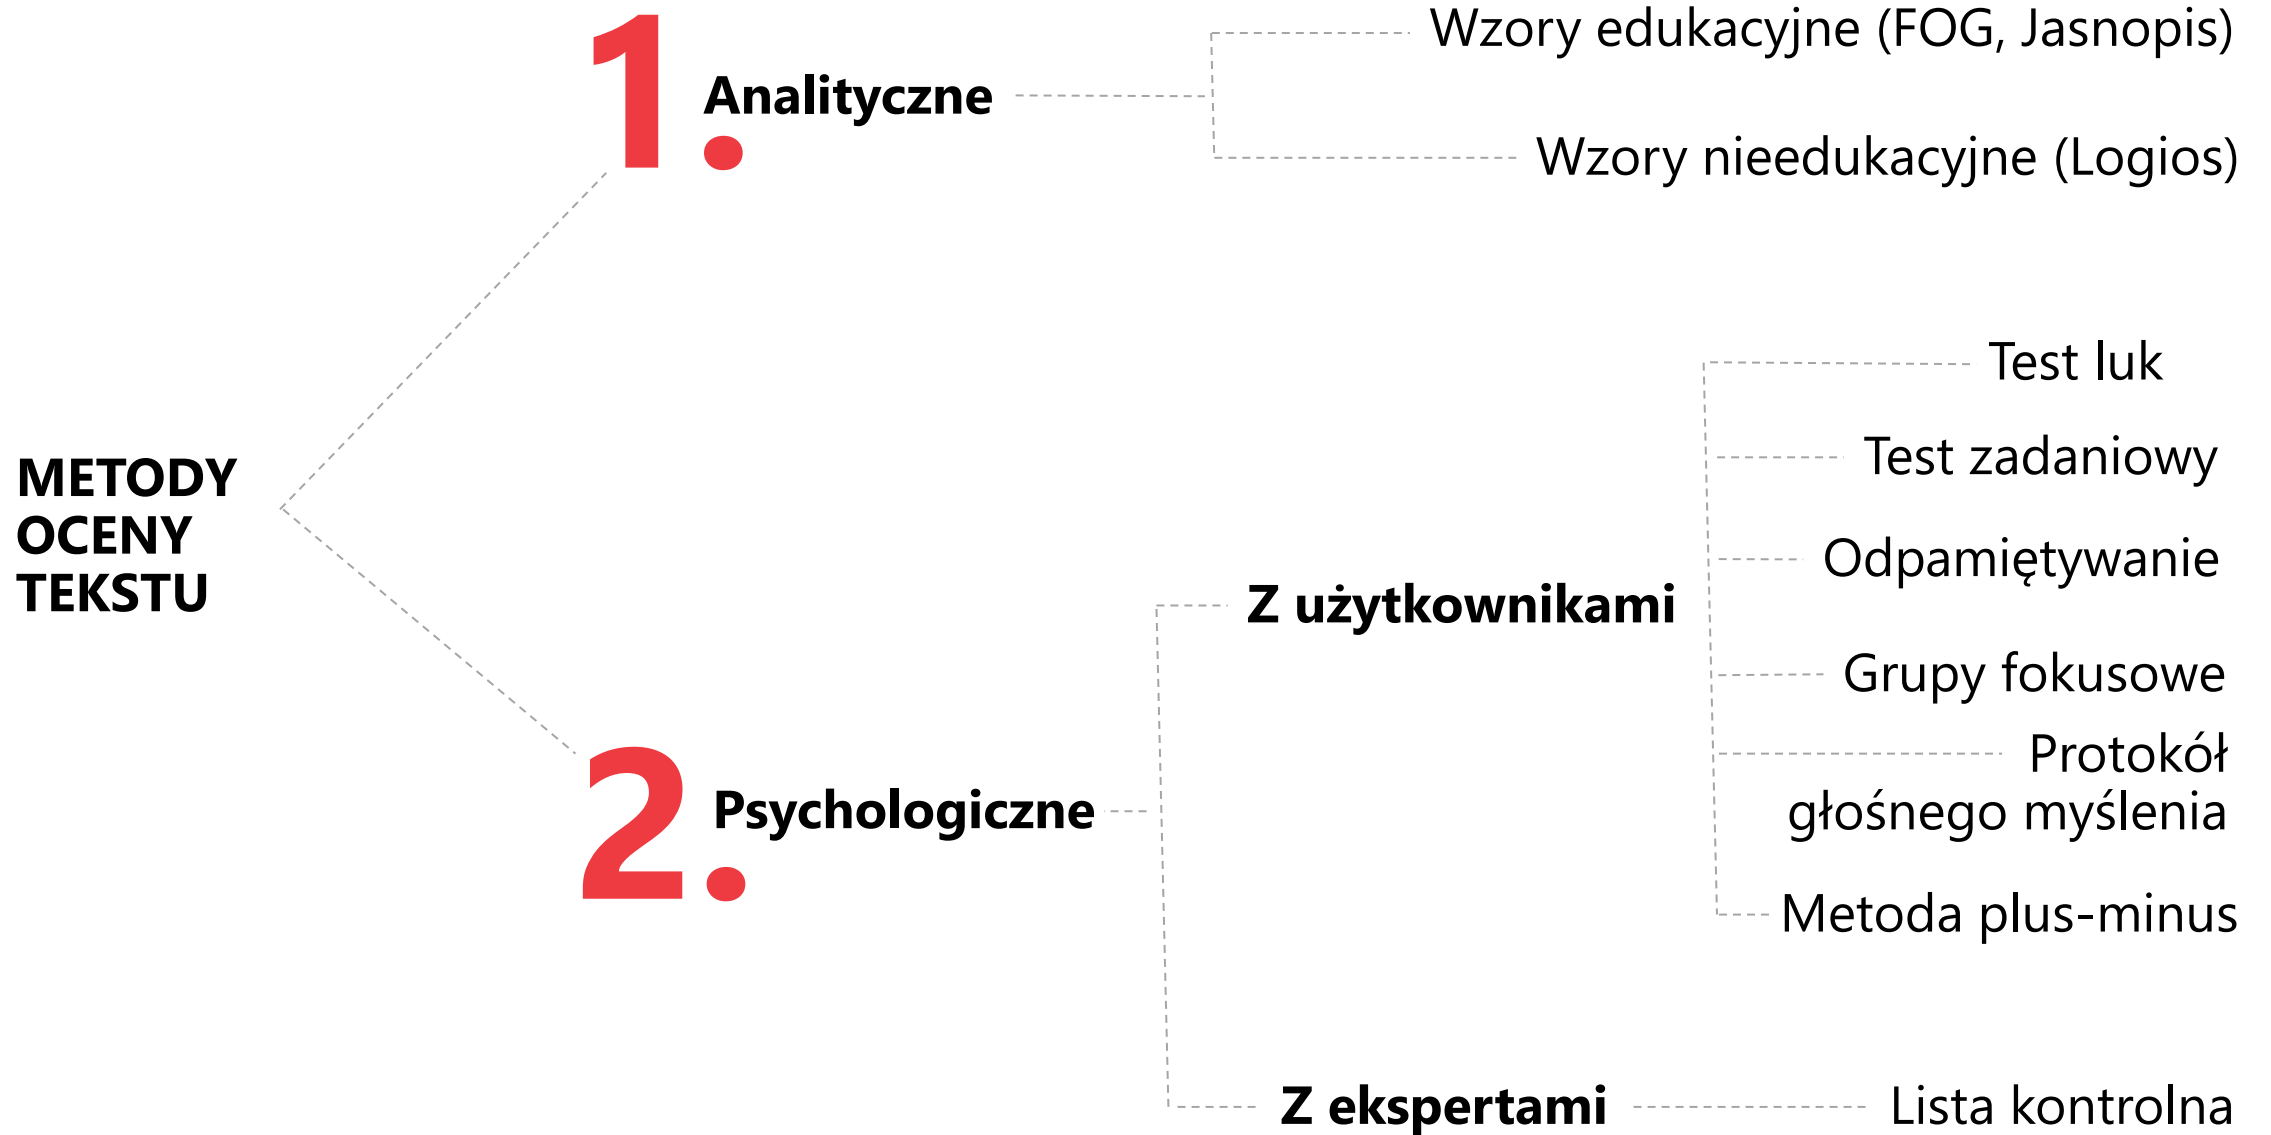 METODY
OCENY
TEKSTU
1.
Analityczne
Wzory edukacyjne (FOG, Jasnopis)
Wzory nieedukacyjne (Logios)
2.
Psychologiczne
Z użytkownikami
Test luk
Test zadaniowy
Odpamiętywanie
Grupy fokusowe
Protokół
głośnego myślenia
Metoda plus-minus
Z ekspertami
Lista kontrolna